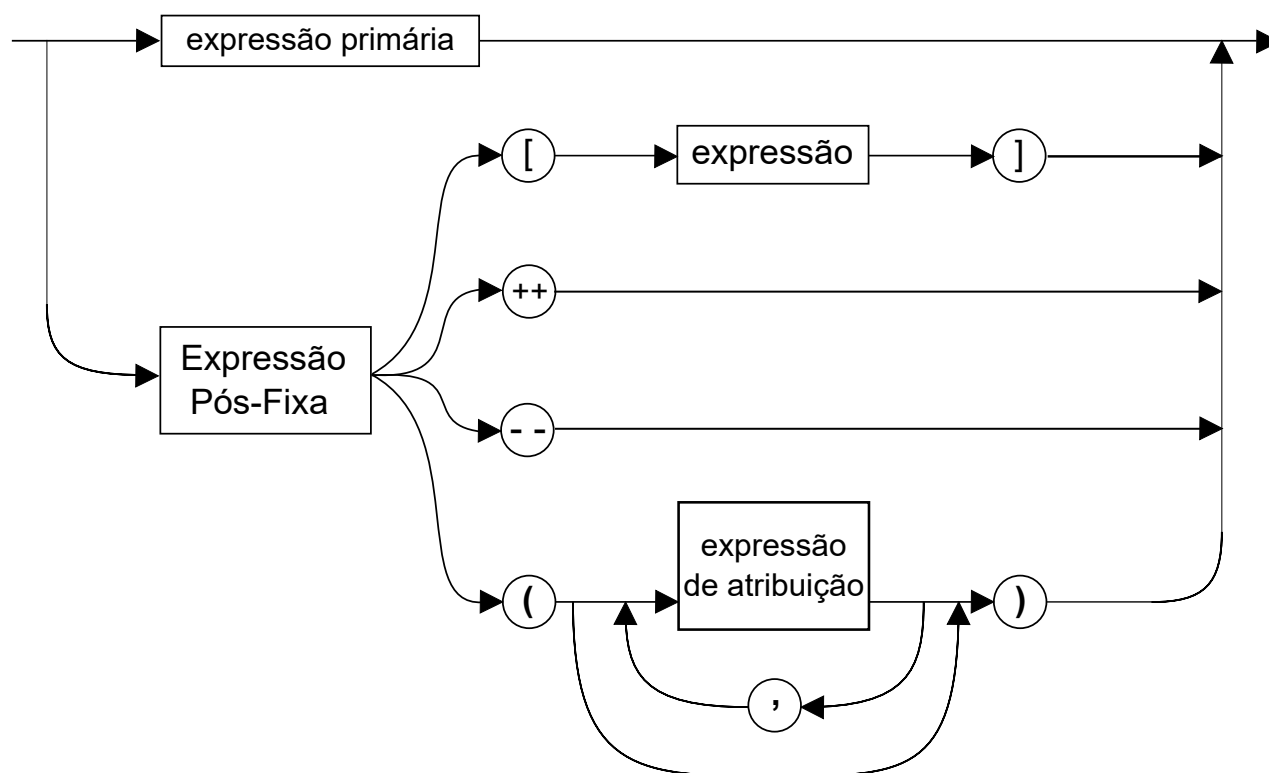 expressão primária
[
expressão
]
++
Expressão
Pós-Fixa
--
expressão
de atribuição
(
)
,